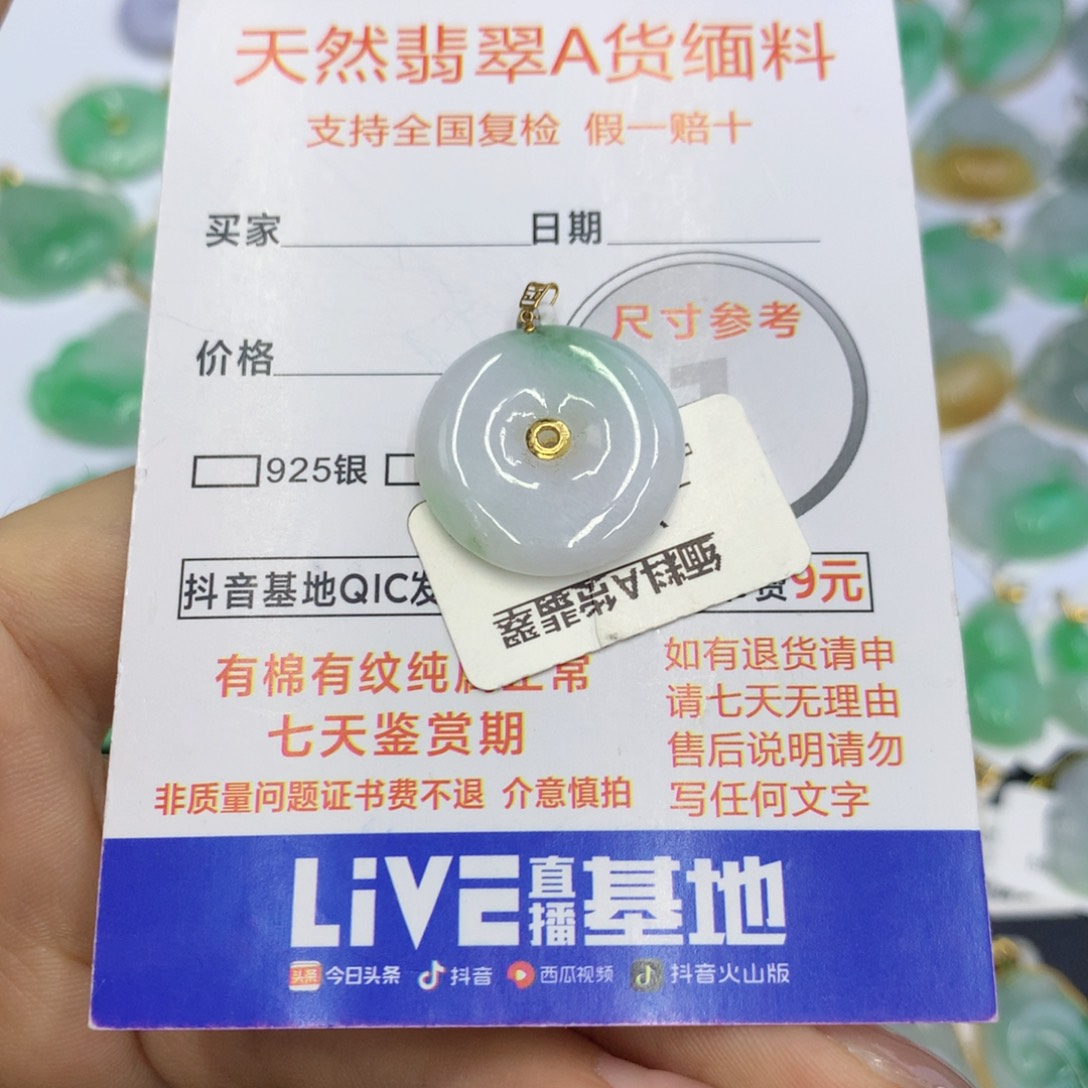 天然翡翠A货缅料
支持全国复检 假一赔十
买家
日期
尺寸参考
价格
925银
抖音基地QIC发
费9元
缅料A货翡翠
有棉有纹纯属正常
七天鉴赏期
非质量问题证书费不退 介意慎拍
如有退货请申
请七天无理由
售后说明请勿
写任何文字
LiVE直播基地
头条 今日头条 抖音 西瓜视频 抖音火山版